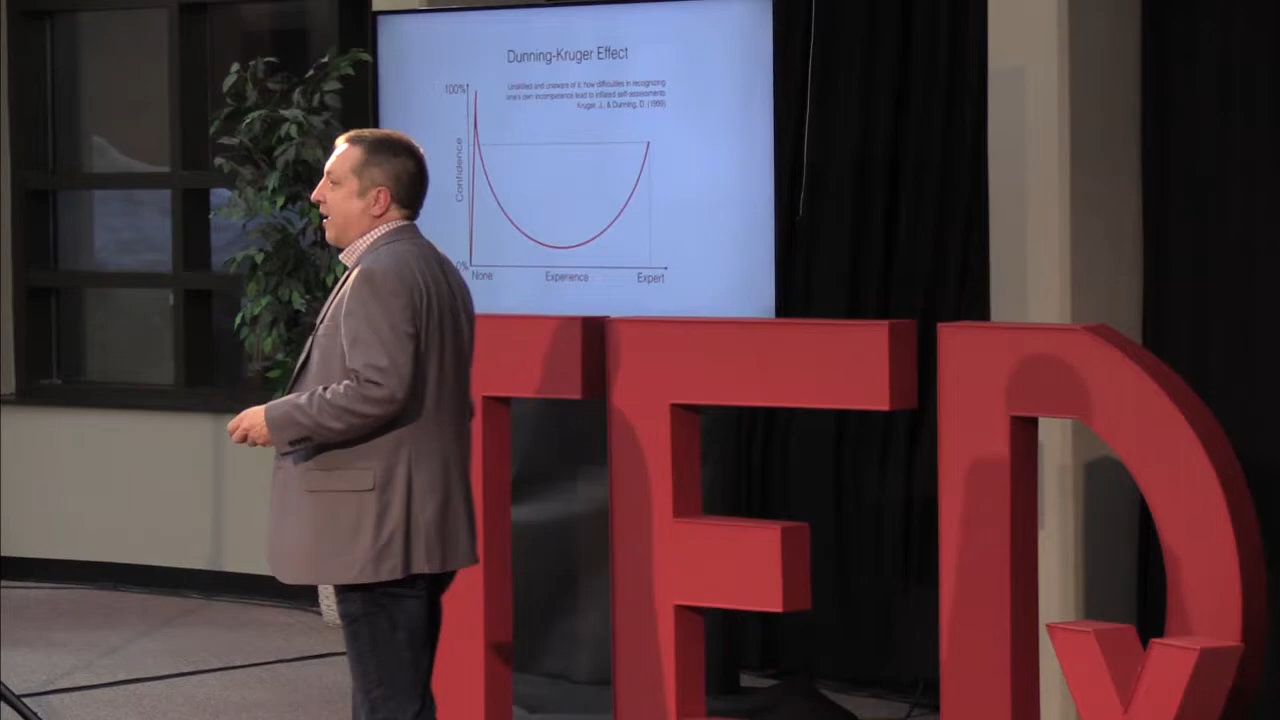 Dunning-Kruger Effect
Unskilled and unaware of it: how difficulties in recognizing
one's own incompetence lead to inflated self-assessments
Kruger, J., & Dunning, D. (1999)
100%
Confidence
0%
None
Experience
Expert
TEDx